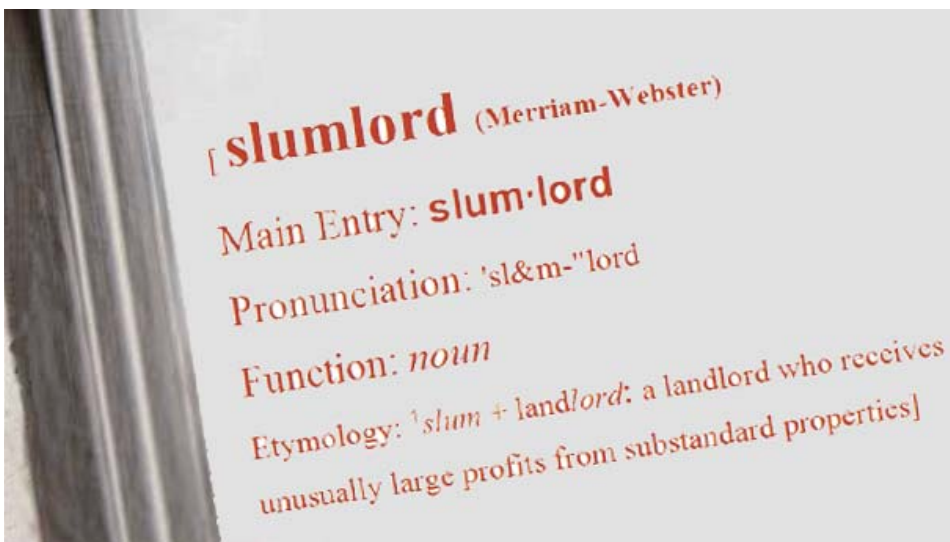 [ slumlord (Merriam-Webster)
Main Entry: slum·lord
Pronunciation: 'sl&m-"lord
Function: noun
Etymology: ¹slum + landlord: a landlord who receives
unusually large profits from substandard properties]